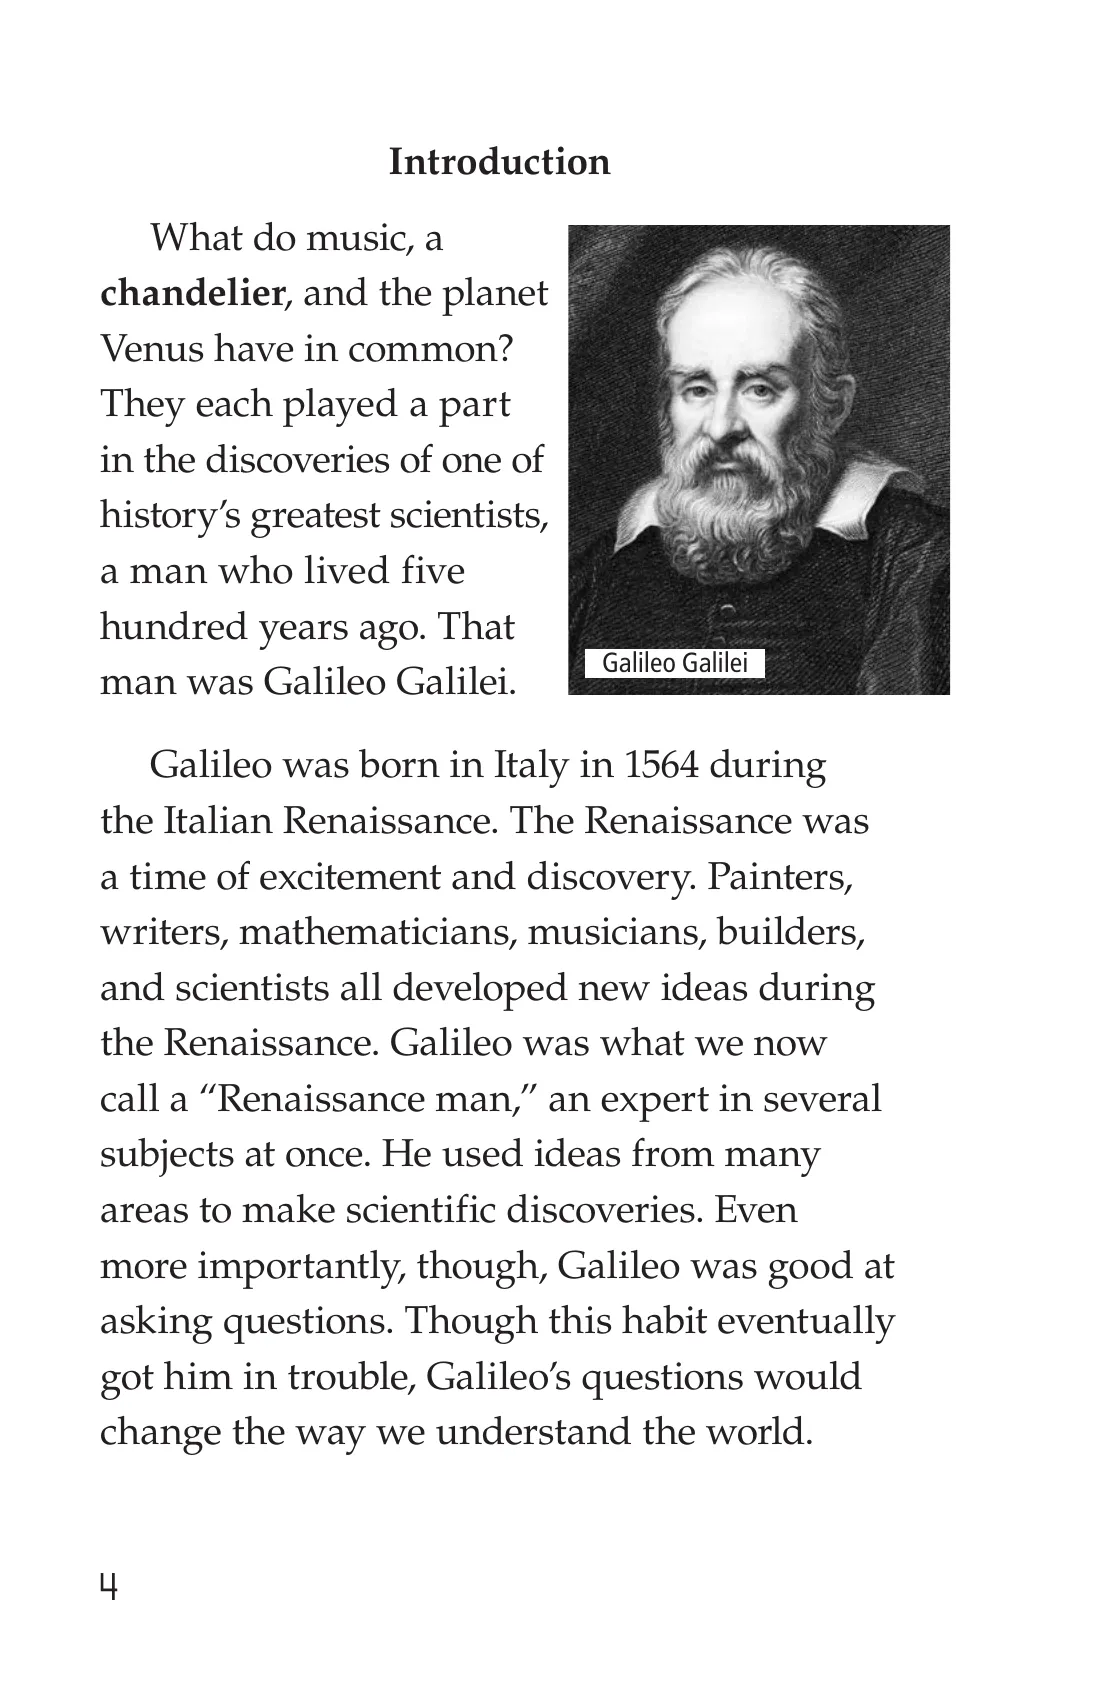 Introduction
What do music, a
chandelier, and the planet
Venus have in common?
They each played a part
in the discoveries of one of
history’s greatest scientists,
a man who lived five
hundred years ago. That
man was Galileo Galilei.
Galileo Galilei
Galileo was born in Italy in 1564 during
the Italian Renaissance. The Renaissance was
a time of excitement and discovery. Painters,
writers, mathematicians, musicians, builders,
and scientists all developed new ideas during
the Renaissance. Galileo was what we now
call a “Renaissance man,” an expert in several
subjects at once. He used ideas from many
areas to make scientific discoveries. Even
more importantly, though, Galileo was good at
asking questions. Though this habit eventually
got him in trouble, Galileo’s questions would
change the way we understand the world.
4